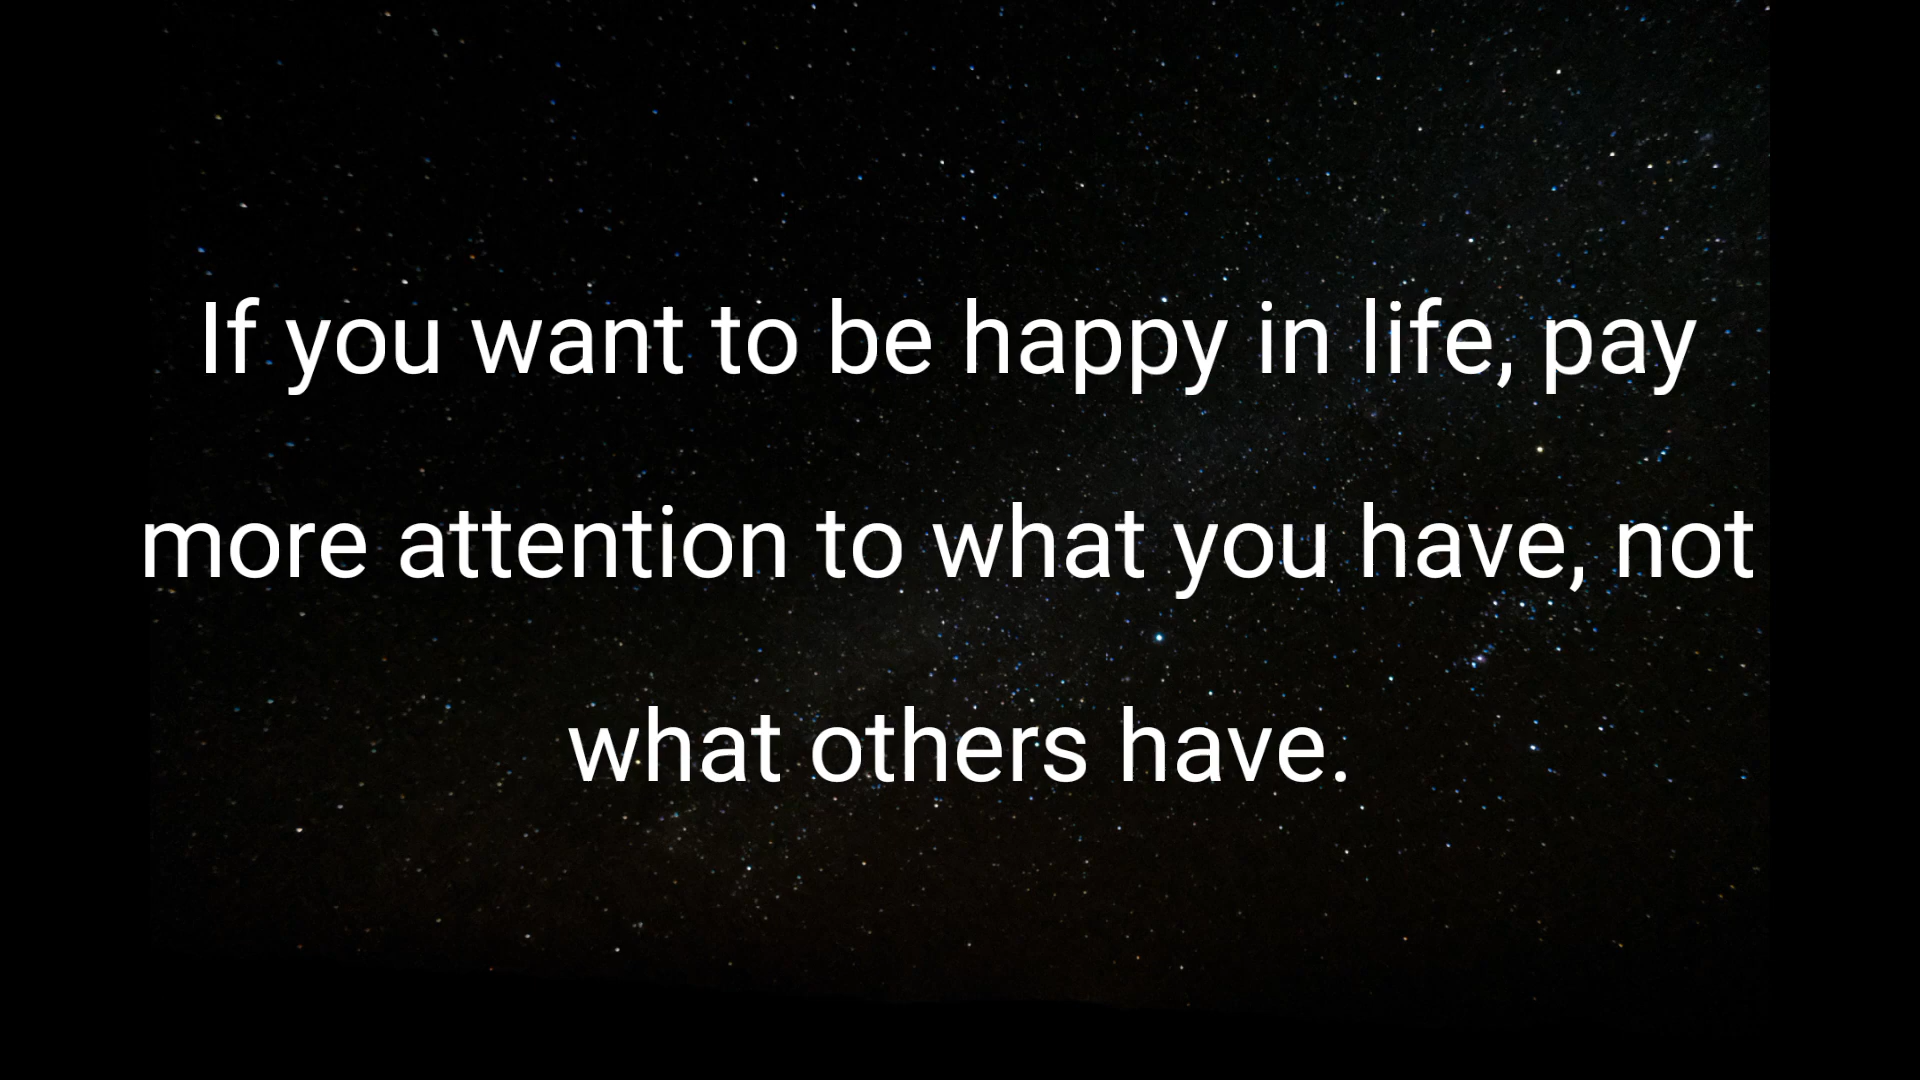 If you want to be happy in life, pay
more attention to what you have, not
what others have.